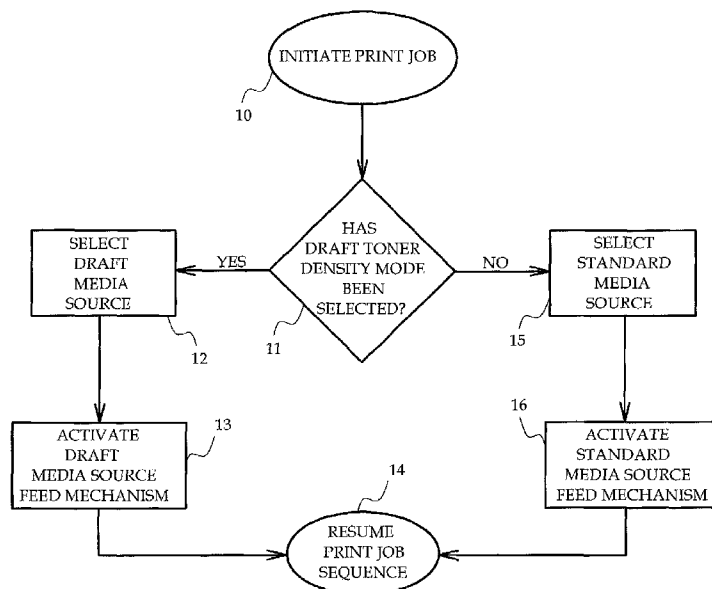 INITIATE PRINT JOB
10
HAS
DRAFT TONER
DENSITY MODE
BEEN
SELECTED?
11
YES
NO
SELECT
DRAFT
MEDIA
SOURCE
12
SELECT
STANDARD
MEDIA
SOURCE
15
ACTIVATE
DRAFT
MEDIA SOURCE
FEED MECHANISM
13
ACTIVATE
STANDARD
MEDIA SOURCE
FEED MECHANISM
16
14
RESUME
PRINT JOB
SEQUENCE